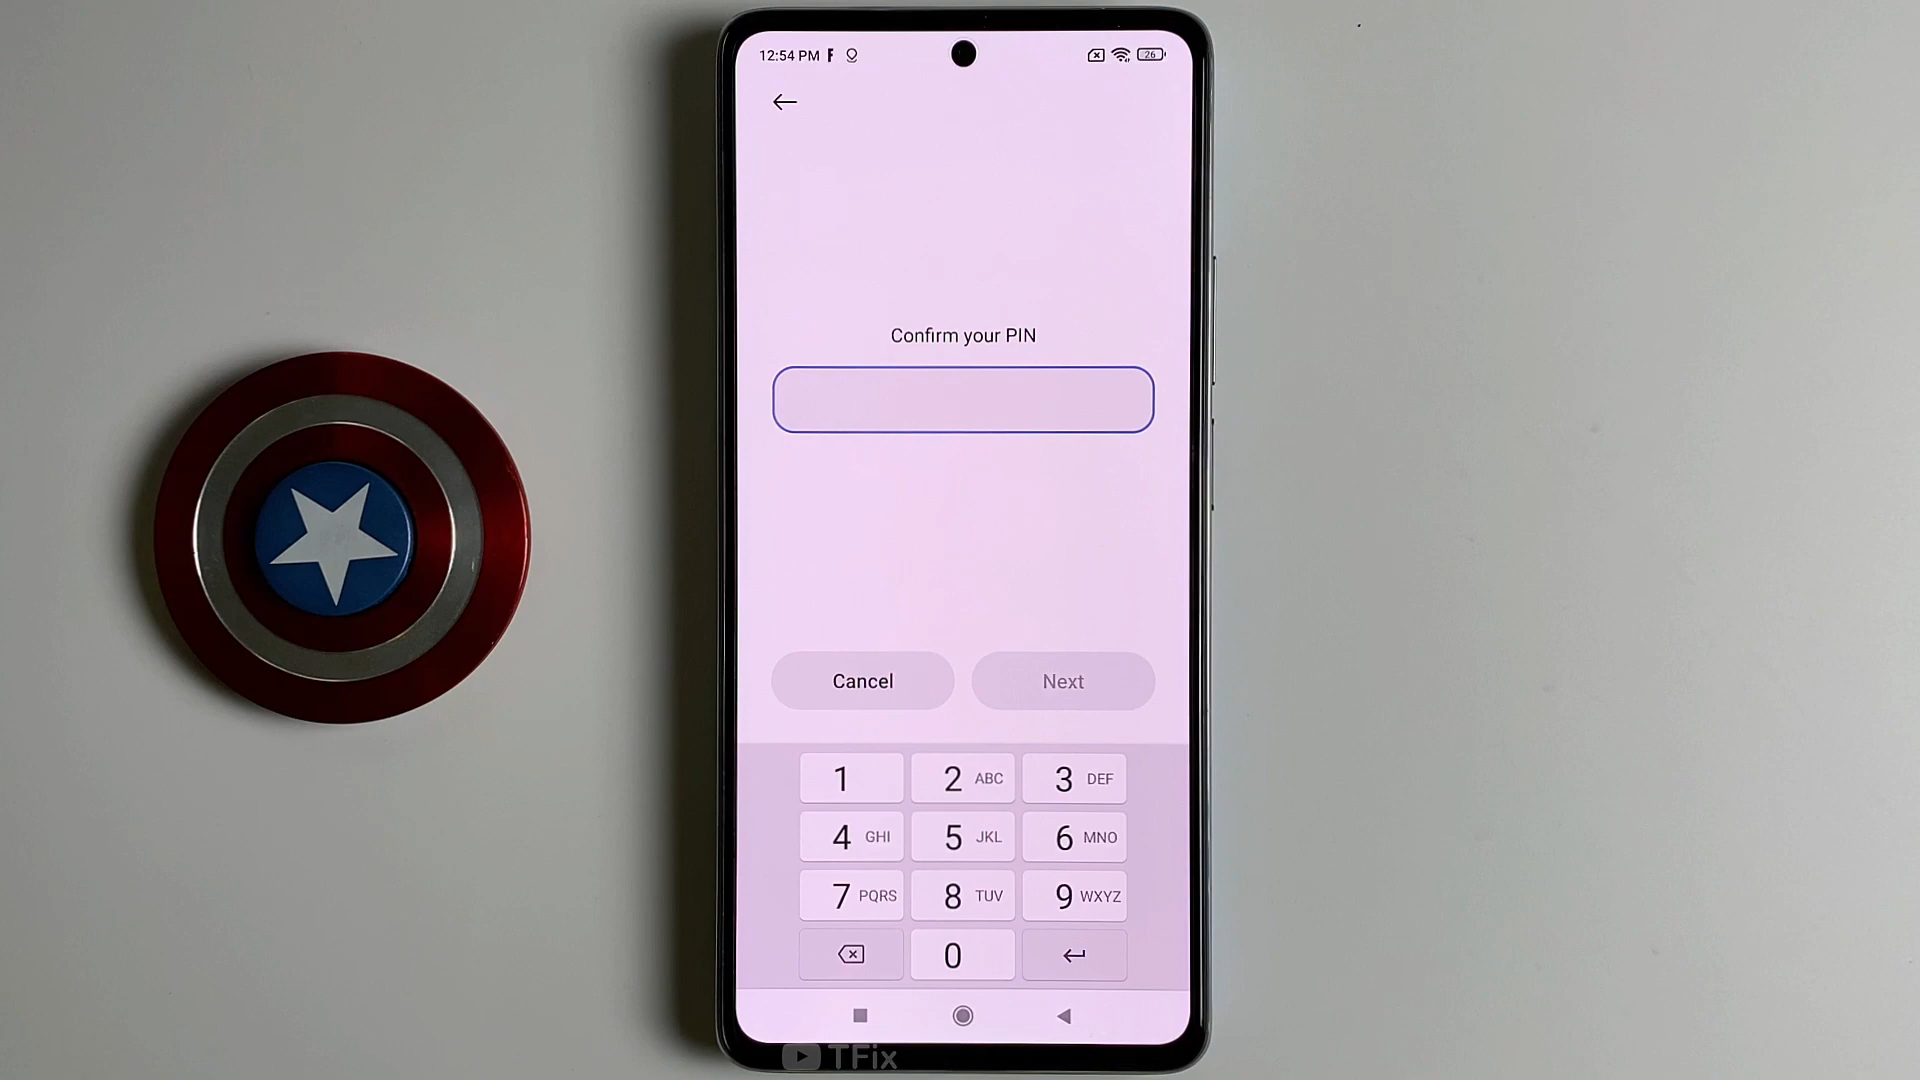 12:54 PM
26
Confirm your PIN
Cancel
Next
1
2 ABC
3 DEF
4 GHI
5 JKL
6 MNO
7 PQRS
8 TUV
9 WXYZ
0
TFix